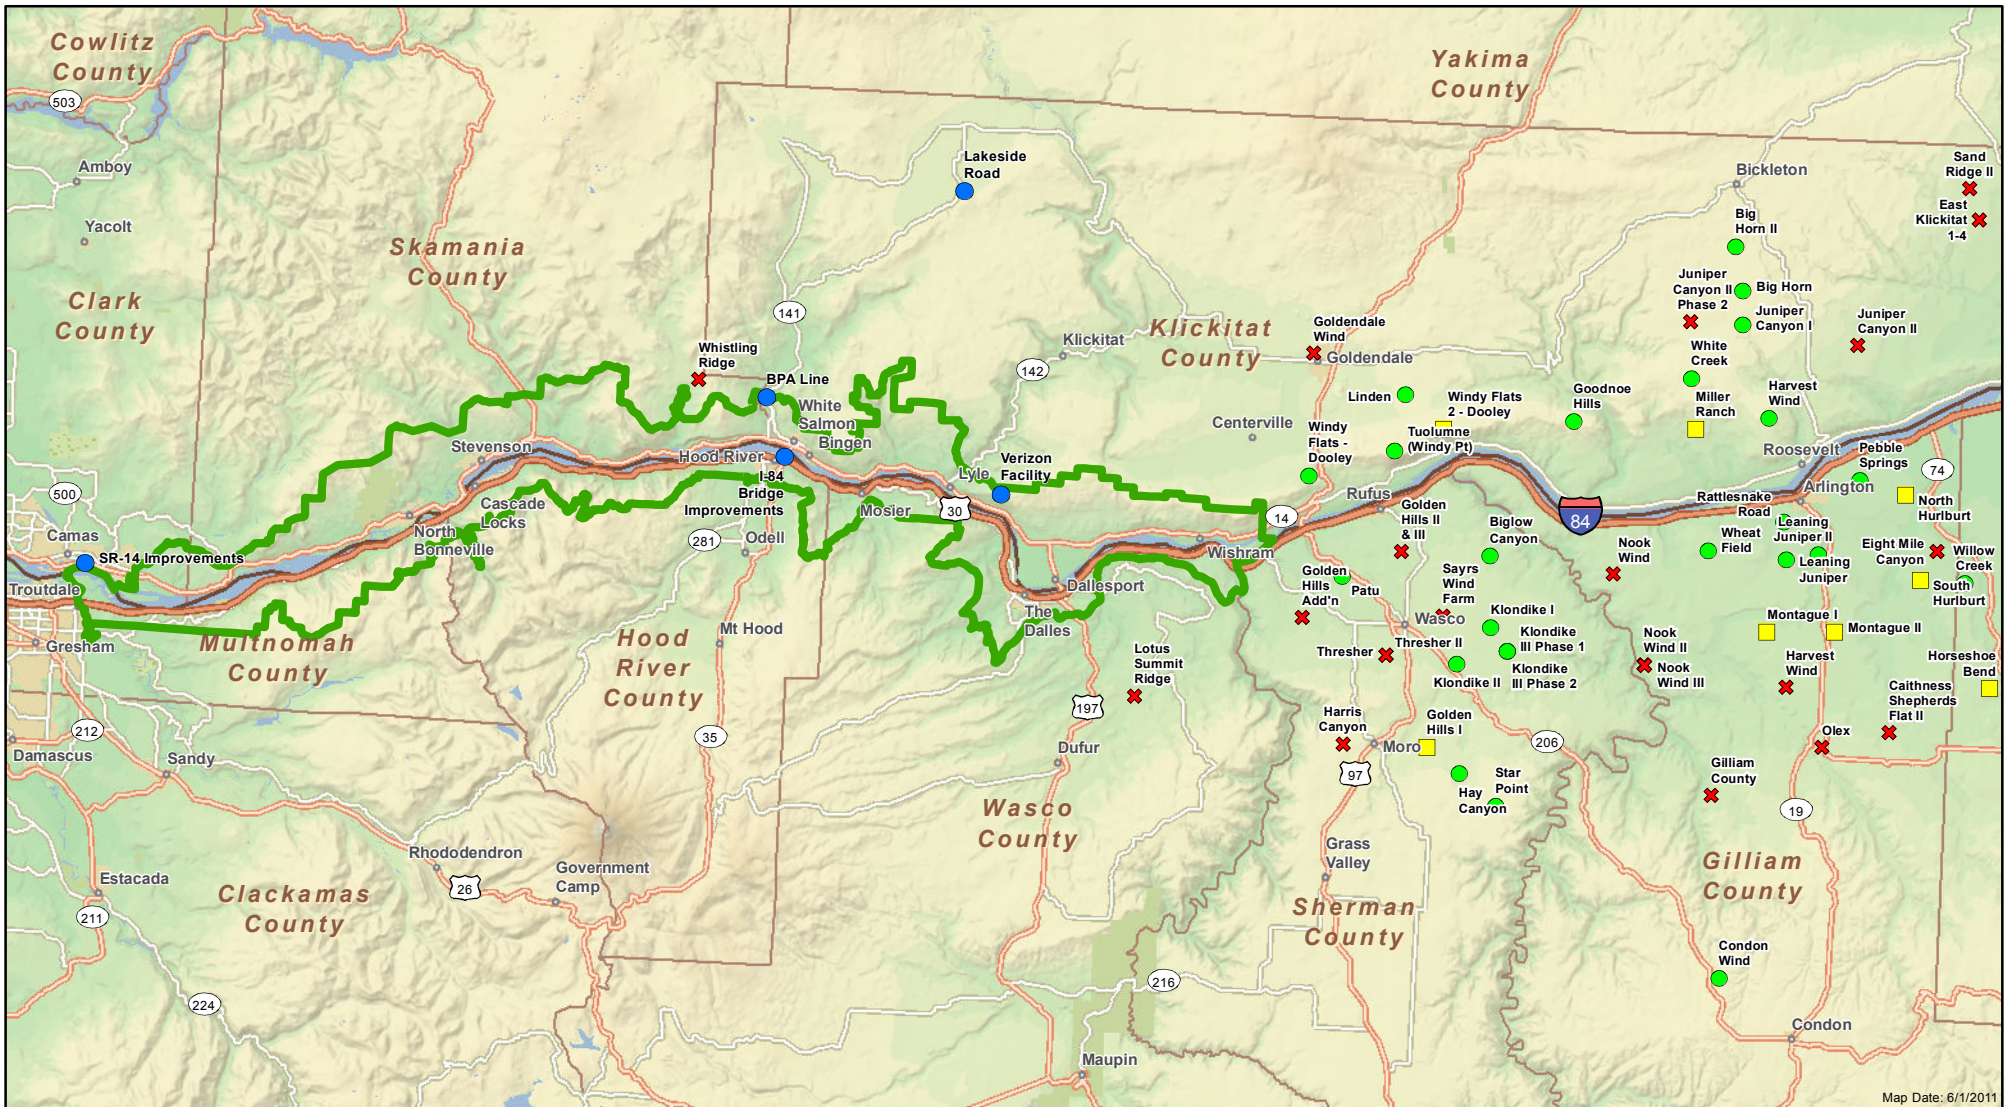 Cowlitz
County
503
Amboy
Yacolt
Clark
County
Skamania
County
500
Camas
SR-14 Improvements
Troutdale
Gresham
Multnomah
County
212
Damascus
Sandy
Estacada
211
Clackamas
County
224
Rhododendron
26
Government
Camp
Stevenson
Cascade
Locks
North
Bonneville
Whistling
Ridge
BPA Line
White
Salmon
Bingen
Hood River
I-84
Bridge
Improvements
141
Lakeside
Road
281
Odell
Mt Hood
Hood
River
County
35
Mosier
Lyle
30
Verizon
Facility
142
Klickitat
Klickitat
County
Yakima
County
Dallesport
The
Dalles
Wishram
14
197
Dufur
Lotus
Summit
Ridge
Wasco
County
216
Maupin
Goldendale
Wind
Goldendale
Centerville
Linden
Windy
Flats -
Dooley
Windy Flats
2 - Dooley
Tuolumne
(Windy Pt)
Goodnoe
Hills
Rufus
Golden
Hills II
& III
Biglow
Canyon
84
Golden
Hills
Add'n
Patu
Sayrs
Wind
Farm
Wasco
Klondike I
Klondike
III Phase 1
Klondike
III Phase 2
Klondike II
Thresher
Thresher II
Harris
Canyon
Moro
Golden
Hills I
97
206
Hay
Canyon
Star
Point
Grass
Valley
Sherman
County
Bickleton
Big
Horn II
Big Horn
Juniper
Canyon II
Phase 2
Juniper
Canyon I
Juniper
Canyon II
White
Creek
Miller
Ranch
Harvest
Wind
Sand
Ridge II
East
Klickitat
1-4
Roosevelt
Pebble
Springs
74
Arlington
North
Hurlburt
Rattlesnake
Road
Leaning
Juniper II
Leaning
Juniper
Wheat
Field
Nook
Wind
Eight Mile
Canyon
Willow
Creek
South
Hurlburt
Montague I
Montague II
Nook
Wind II
Nook
Wind III
Harvest
Wind
Horseshoe
Bend
Caithness
Shepherds
Flat II
Olex
Gilliam
County
19
Gilliam
County
Condon
Wind
Condon
Map Date: 6/1/2011